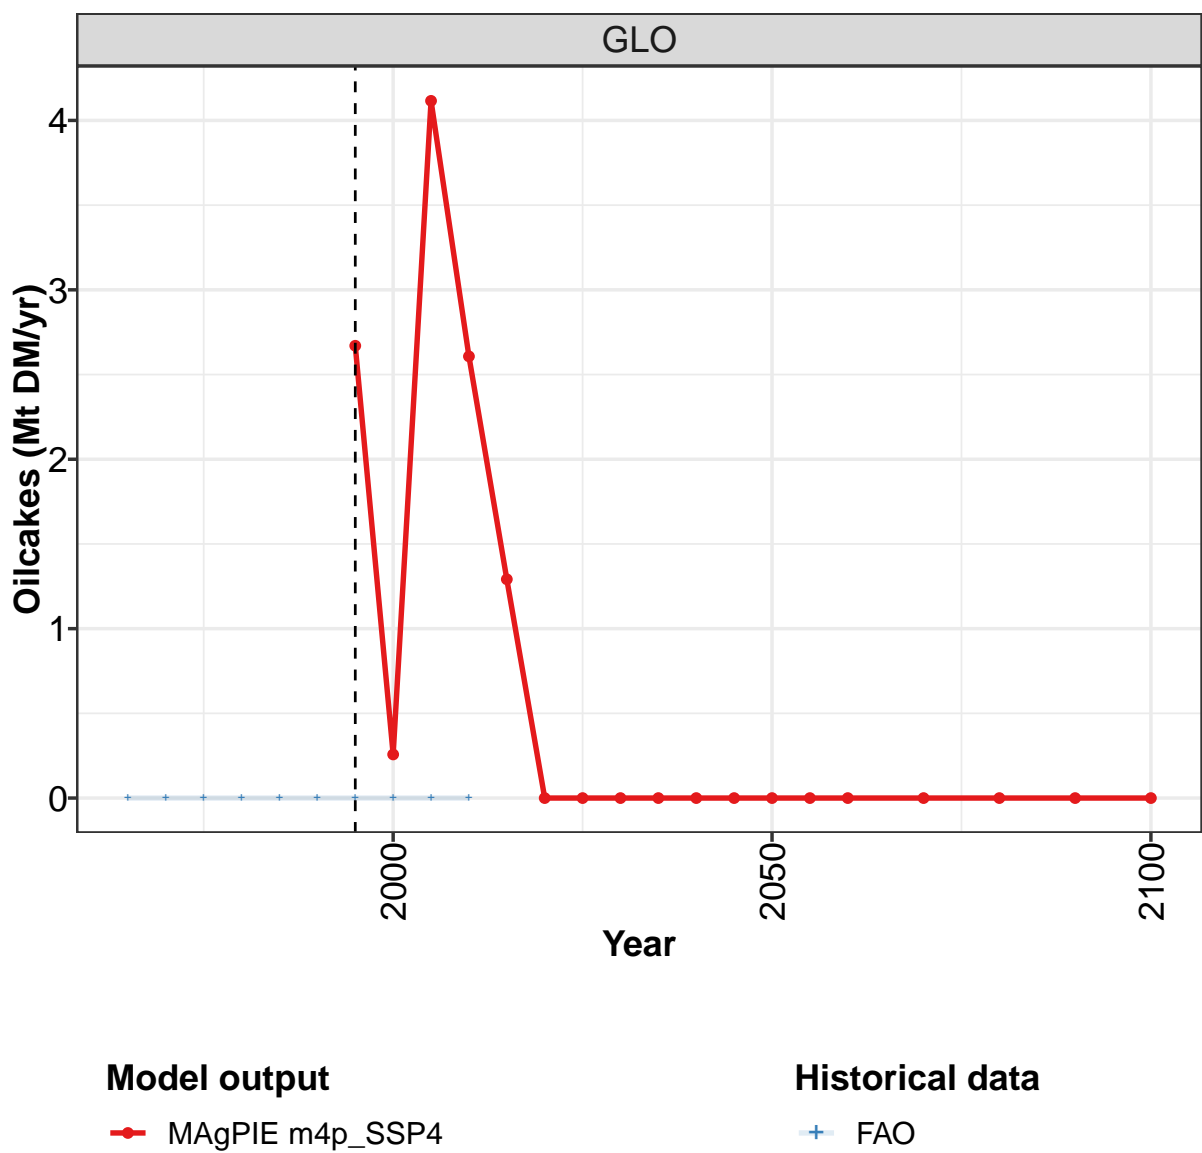 GLO
4
3
2
1
0
Oilcakes (Mt DM/yr)
2000
2050
2100
Year
Model output
MAgPIE m4p_SSP4
Historical data
FAO